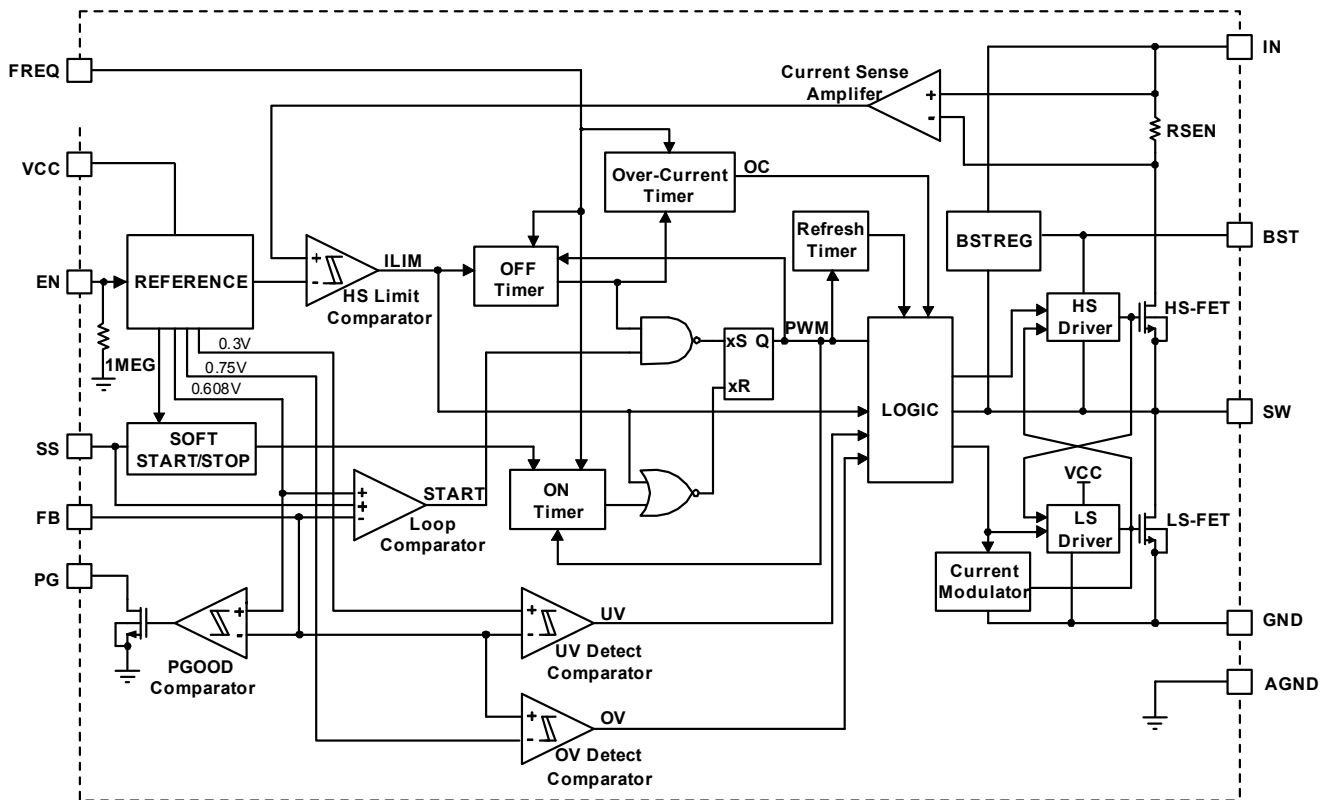 IN
FREQ
Current Sense
Amplifer
+
-
RSEN
VCC
Over-Current
Timer
OC
Refresh
Timer
BSTREG
BST
EN
REFERENCE
+
-
ILIM
HS Limit
Comparator
OFF
Timer
HS
Driver
HS-FET
1MEG
0.3V
0.75V
0.608V
xS Q
xR
PWM
LOGIC
SW
SS
SOFT
START/STOP
+
+
-
START
Loop
Comparator
ON
Timer
VCC
LS
Driver
LS-FET
FB
PG
Current
Modulator
+
-
PGOOD
Comparator
+
-
UV
UV Detect
Comparator
GND
AGND
+
-
OV
OV Detect
Comparator